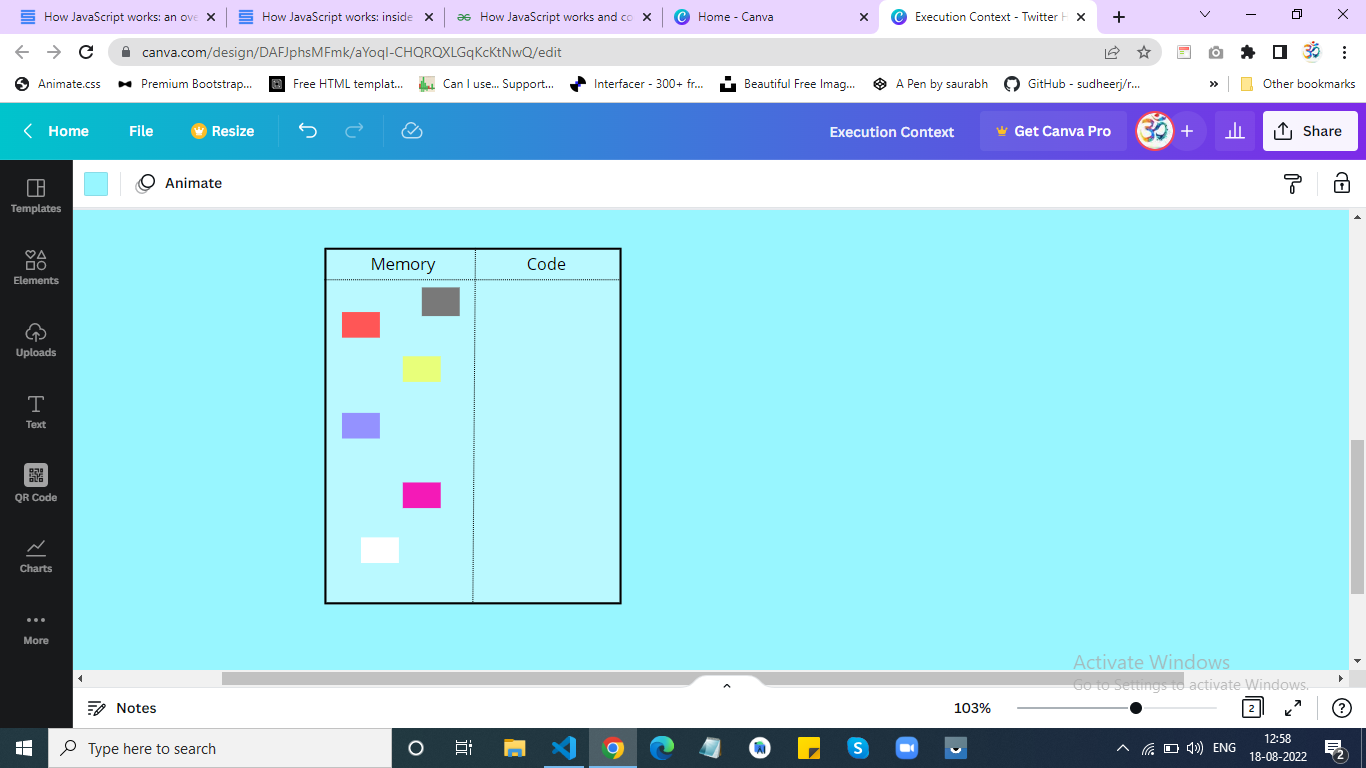 How JavaScript works: an ove
How JavaScript works: inside
How JavaScript works and co
Home - Canva
Execution Context - Twitter H
canva.com/design/DAFJphsMFmk/aYoqI-CHQRQXLGqKcKtNwQ/edit
Animate.css
Premium Bootstrap...
Free HTML templat...
Can I use... Support...
Interfacer - 300+ fr...
Beautiful Free Imag...
A Pen by saurabh
GitHub - sudheerj/r...
»
Other bookmarks
Home
File
Resize
Execution Context
Get Canva Pro
ॐ
Share
Animate
Templates
Elements
Uploads
Text
QR Code
Charts
More
Memory
Code
Activate Windows
Go to Settings to activate Windows.
Notes
103%
2
Type here to search
ENG
12:58
18-08-2022
2